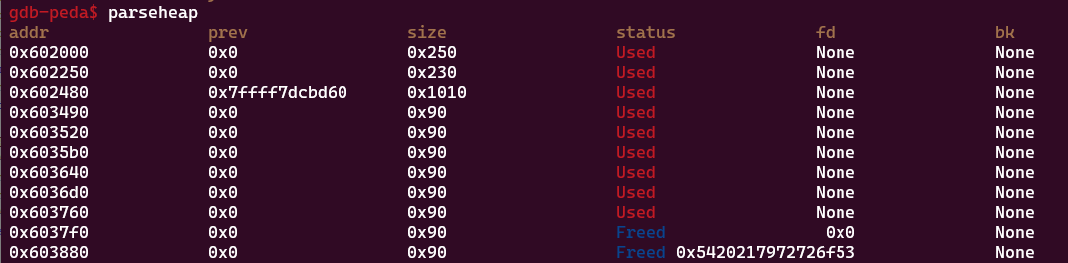 gdb-peda$ parseheap
addr prev size status fd bk
0x602000 0x0 0x250 Used None None
0x602250 0x0 0x230 Used None None
0x602480 0x7ffff7dcbd60 0x1010 Used None None
0x603490 0x0 0x90 Used None None
0x603520 0x0 0x90 Used None None
0x6035b0 0x0 0x90 Used None None
0x603640 0x0 0x90 Used None None
0x6036d0 0x0 0x90 Used None None
0x603760 0x0 0x90 Used None None
0x6037f0 0x0 0x90 Freed 0x0 None
0x603880 0x0 0x90 Freed 0x5420217972726f53 None